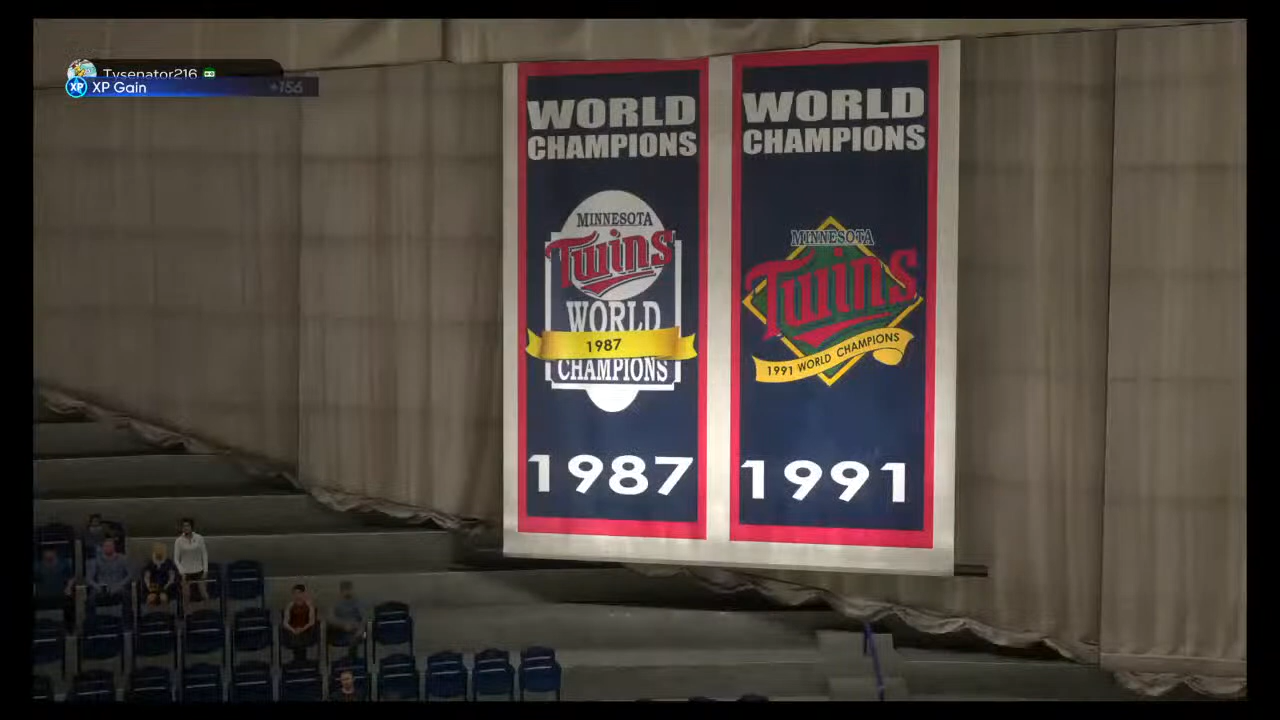 Tysenator216
XP XP Gain +156
WORLD
CHAMPIONS
MINNESOTA
Twins
WORLD
1987
CHAMPIONS
1987
WORLD
CHAMPIONS
MINNESOTA
Twins
1991 WORLD CHAMPIONS
1991